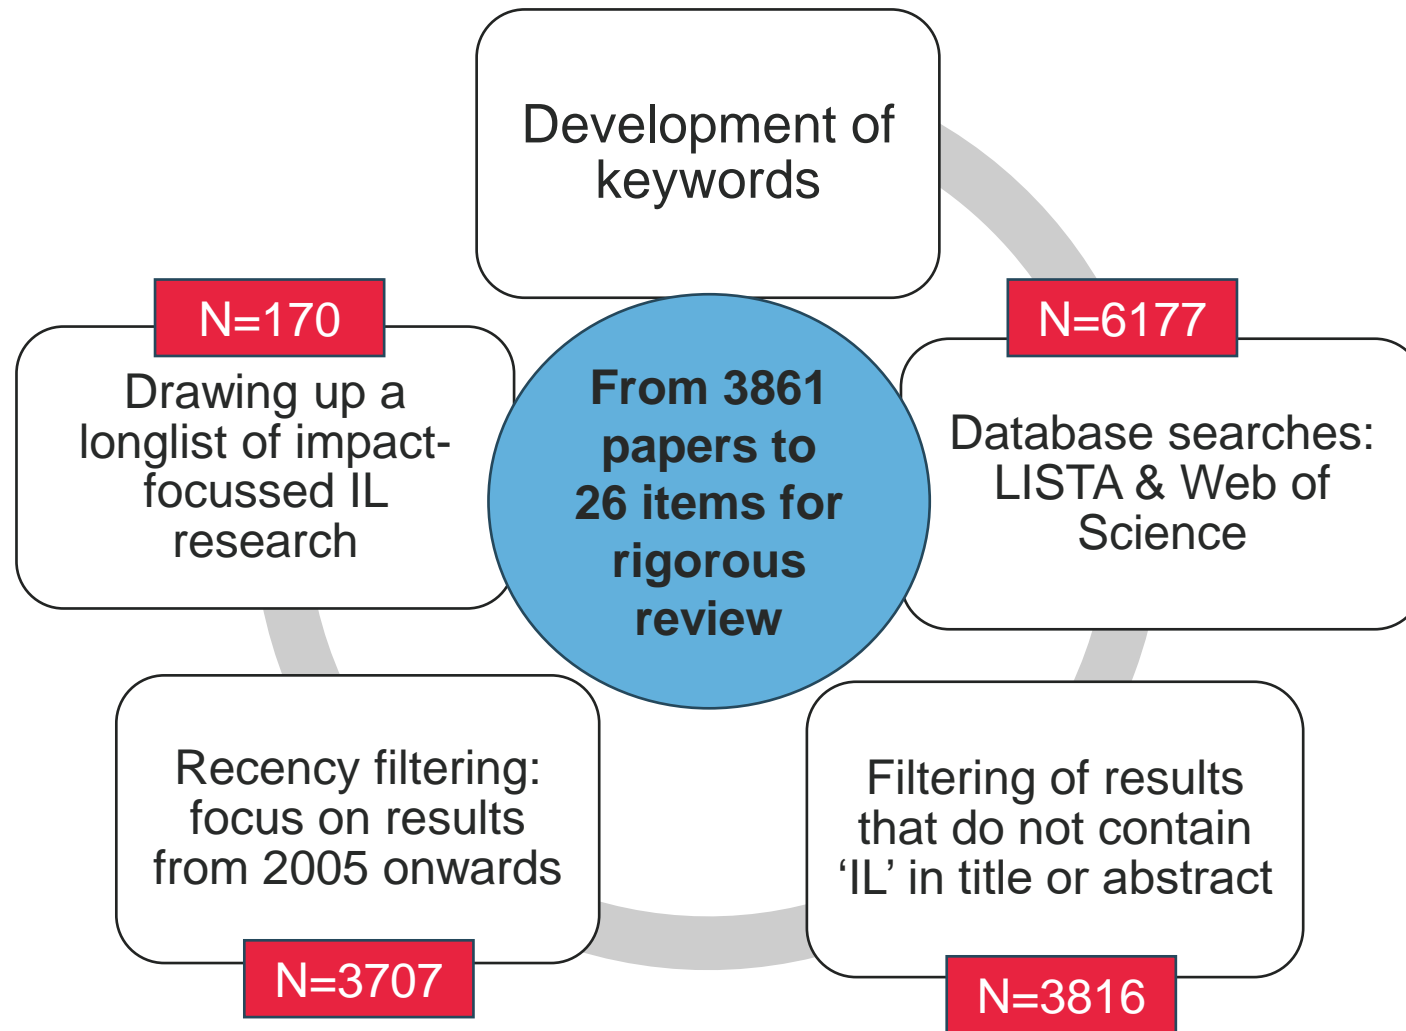 Development of
keywords
N=6177
Database searches:
LISTA & Web of
Science
Filtering of results
that do not contain
‘IL’ in title or abstract
N=3816
Recency filtering:
focus on results
from 2005 onwards
N=3707
N=170
Drawing up a
longlist of impact-
focussed IL
research
From 3861
papers to
26 items for
rigorous
review